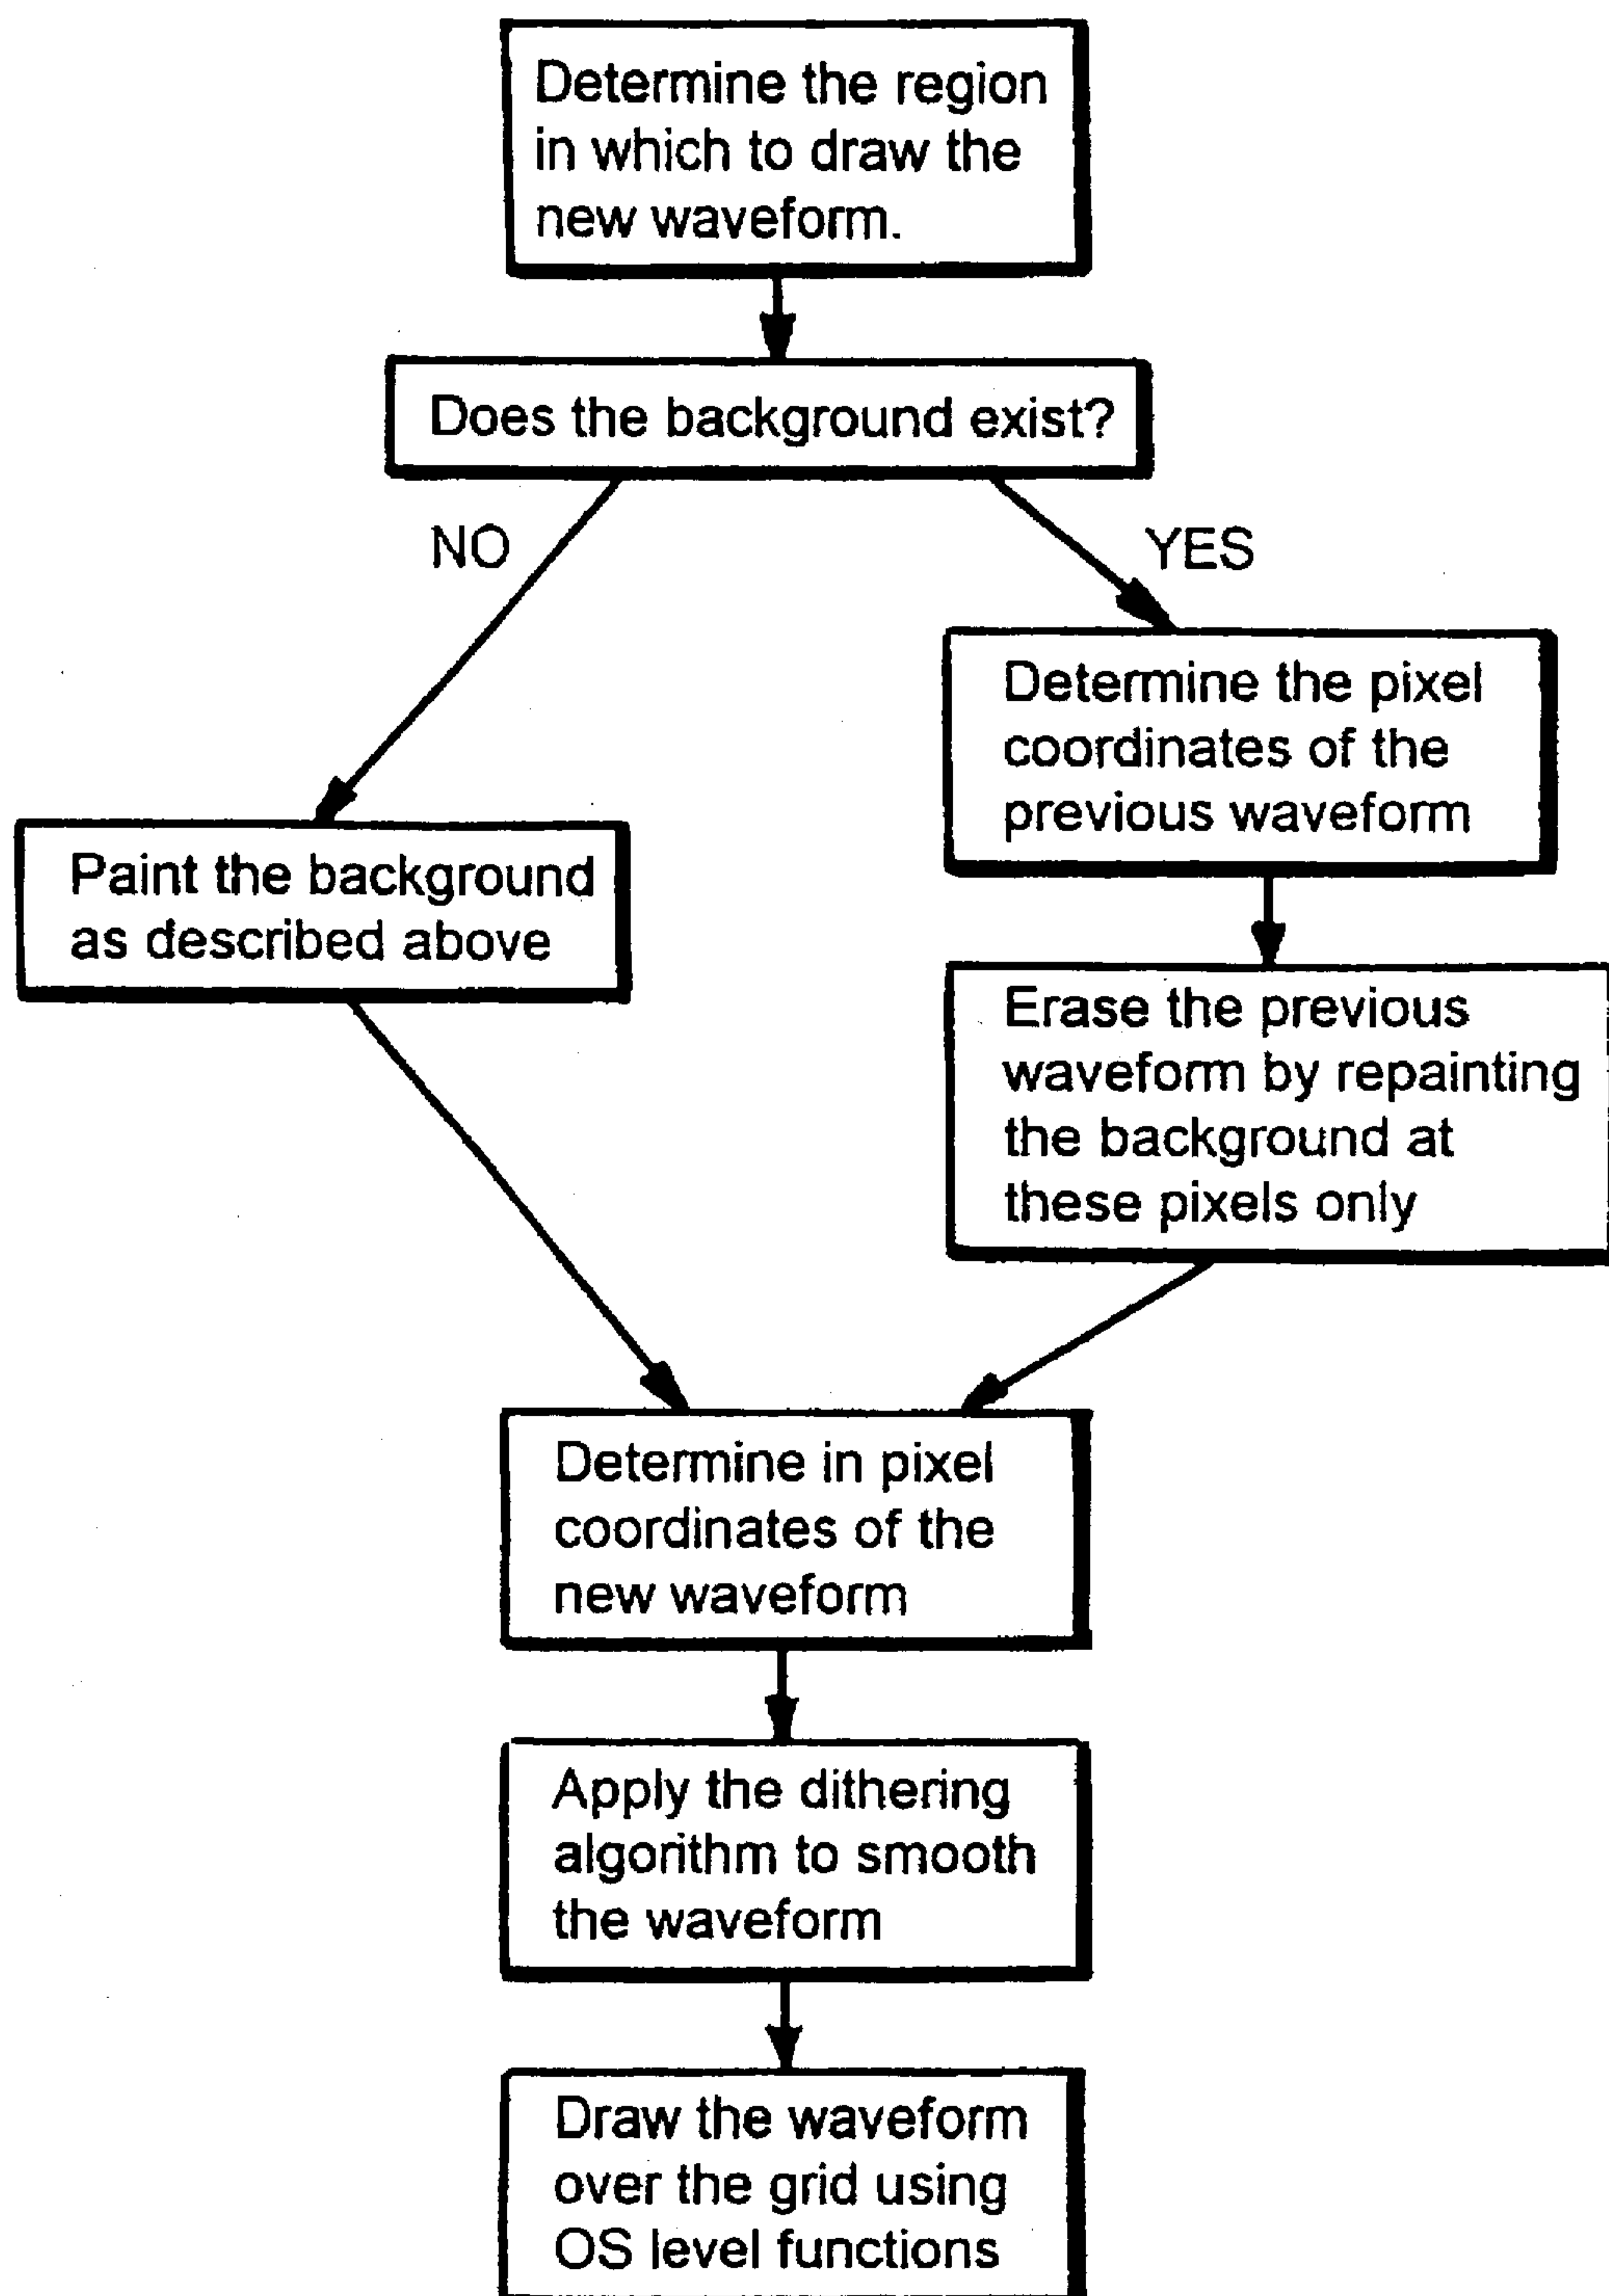 Determine the region
in which to draw the
new waveform.
Does the background exist?
NO
YES
Determine the pixel
coordinates of the
previous waveform
Paint the background
as described above
Erase the previous
waveform by repainting
the background at
these pixels only
Determine in pixel
coordinates of the
new waveform
Apply the dithering
algorithm to smooth
the waveform
Draw the waveform
over the grid using
OS level functions